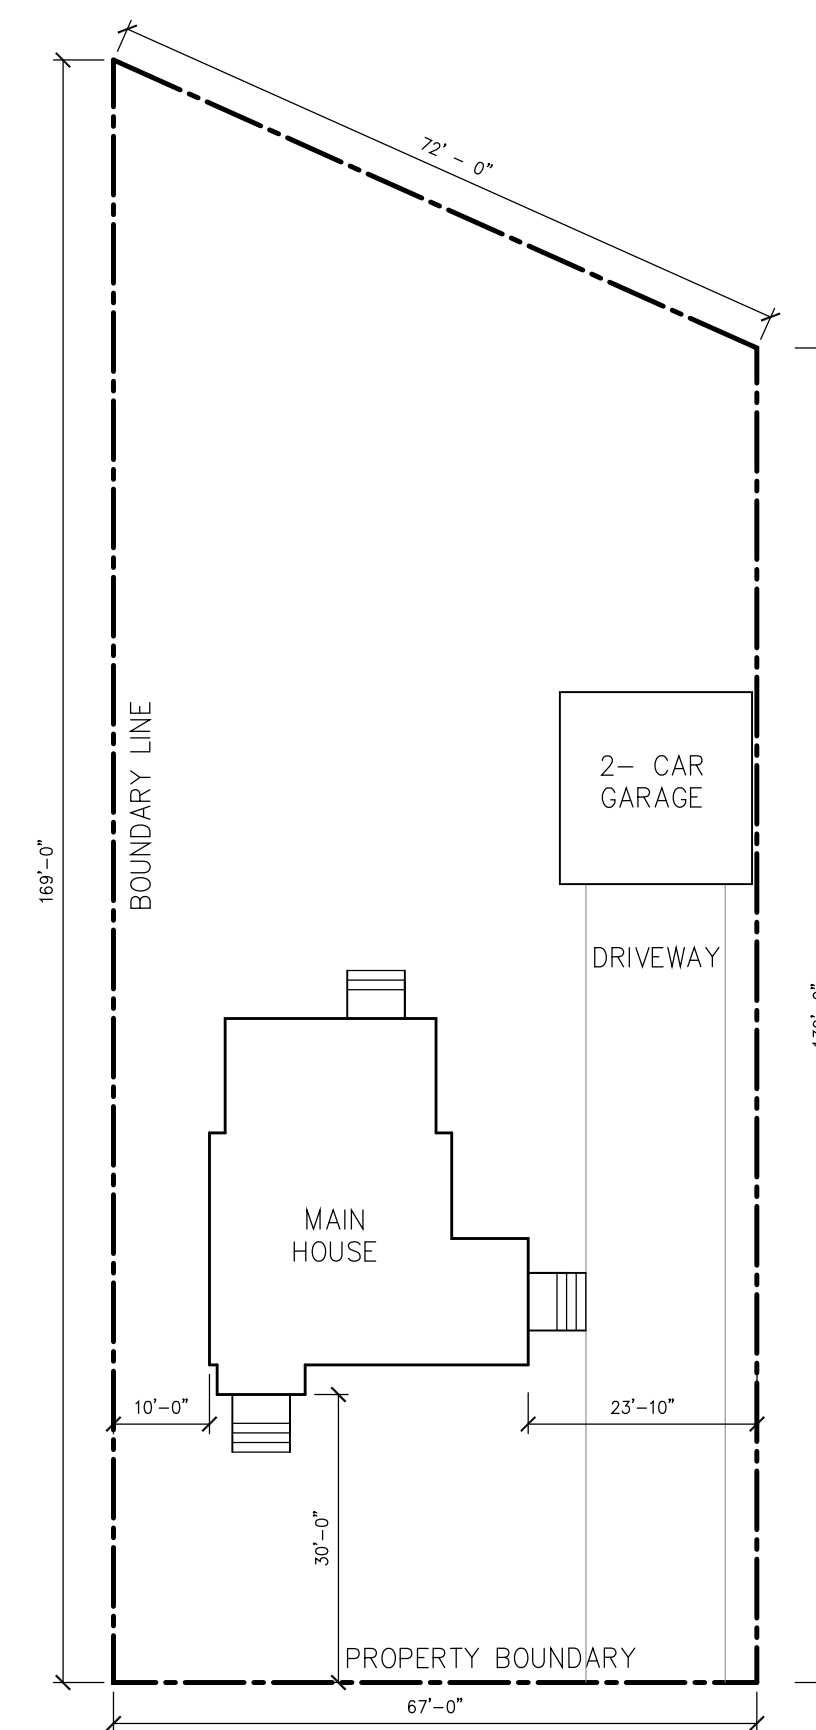 72' - 0"
2- CAR
GARAGE
BOUNDARY LINE
169'-0"
DRIVEWAY
MAIN
HOUSE
10'-0"
23'-10"
30'-0"
PROPERTY BOUNDARY
67'-0"